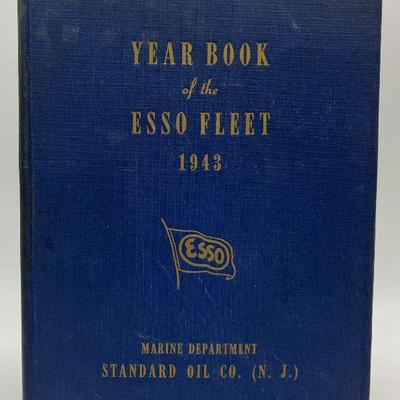 YEAR BOOK
of the
ESSO FLEET
1943
ESSO
MARINE DEPARTMENT
STANDARD OIL CO. (N. J.)